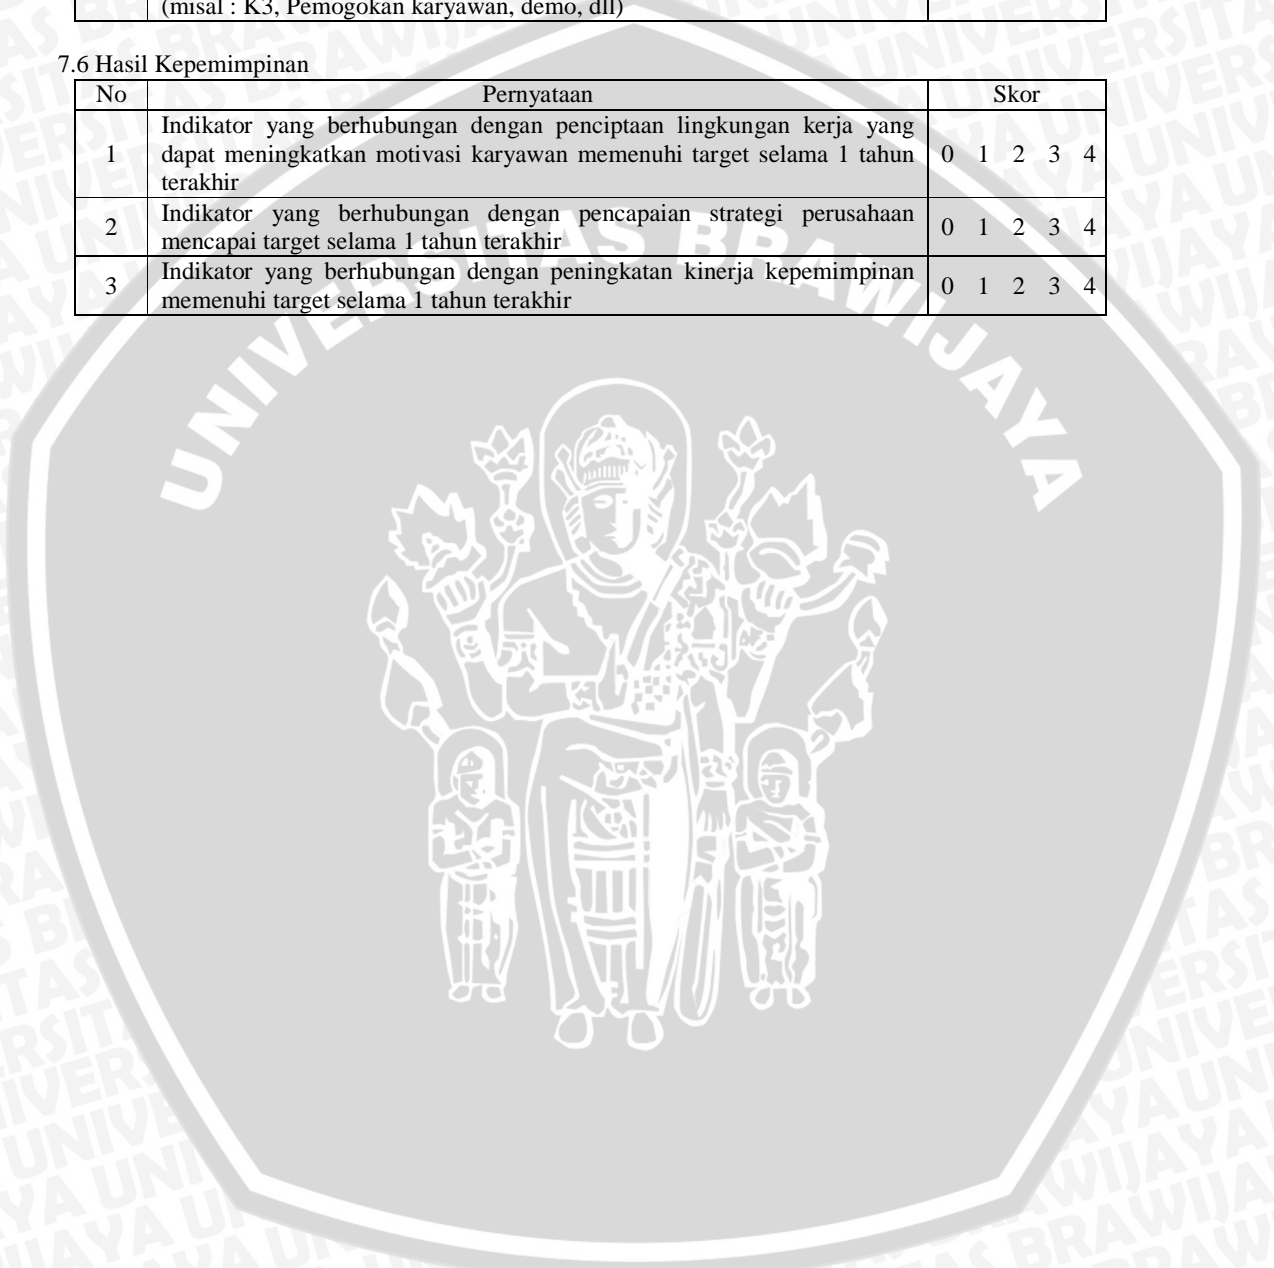 (misal : K3, Pemogokan karyawan, demo, dll)
7.6 Hasil Kepemimpinan
No Pernyataan Skor
1 Indikator yang berhubungan dengan penciptaan lingkungan kerja yang
dapat meningkatkan motivasi karyawan memenuhi target selama 1 tahun 0 1 2 3 4
terakhir
2 Indikator yang berhubungan dengan pencapaian strategi perusahaan
mencapai target selama 1 tahun terakhir 0 1 2 3 4
3 Indikator yang berhubungan dengan peningkatan kinerja kepemimpinan
memenuhi target selama 1 tahun terakhir 0 1 2 3 4
UNIVERSITAS BRAWIJAYA